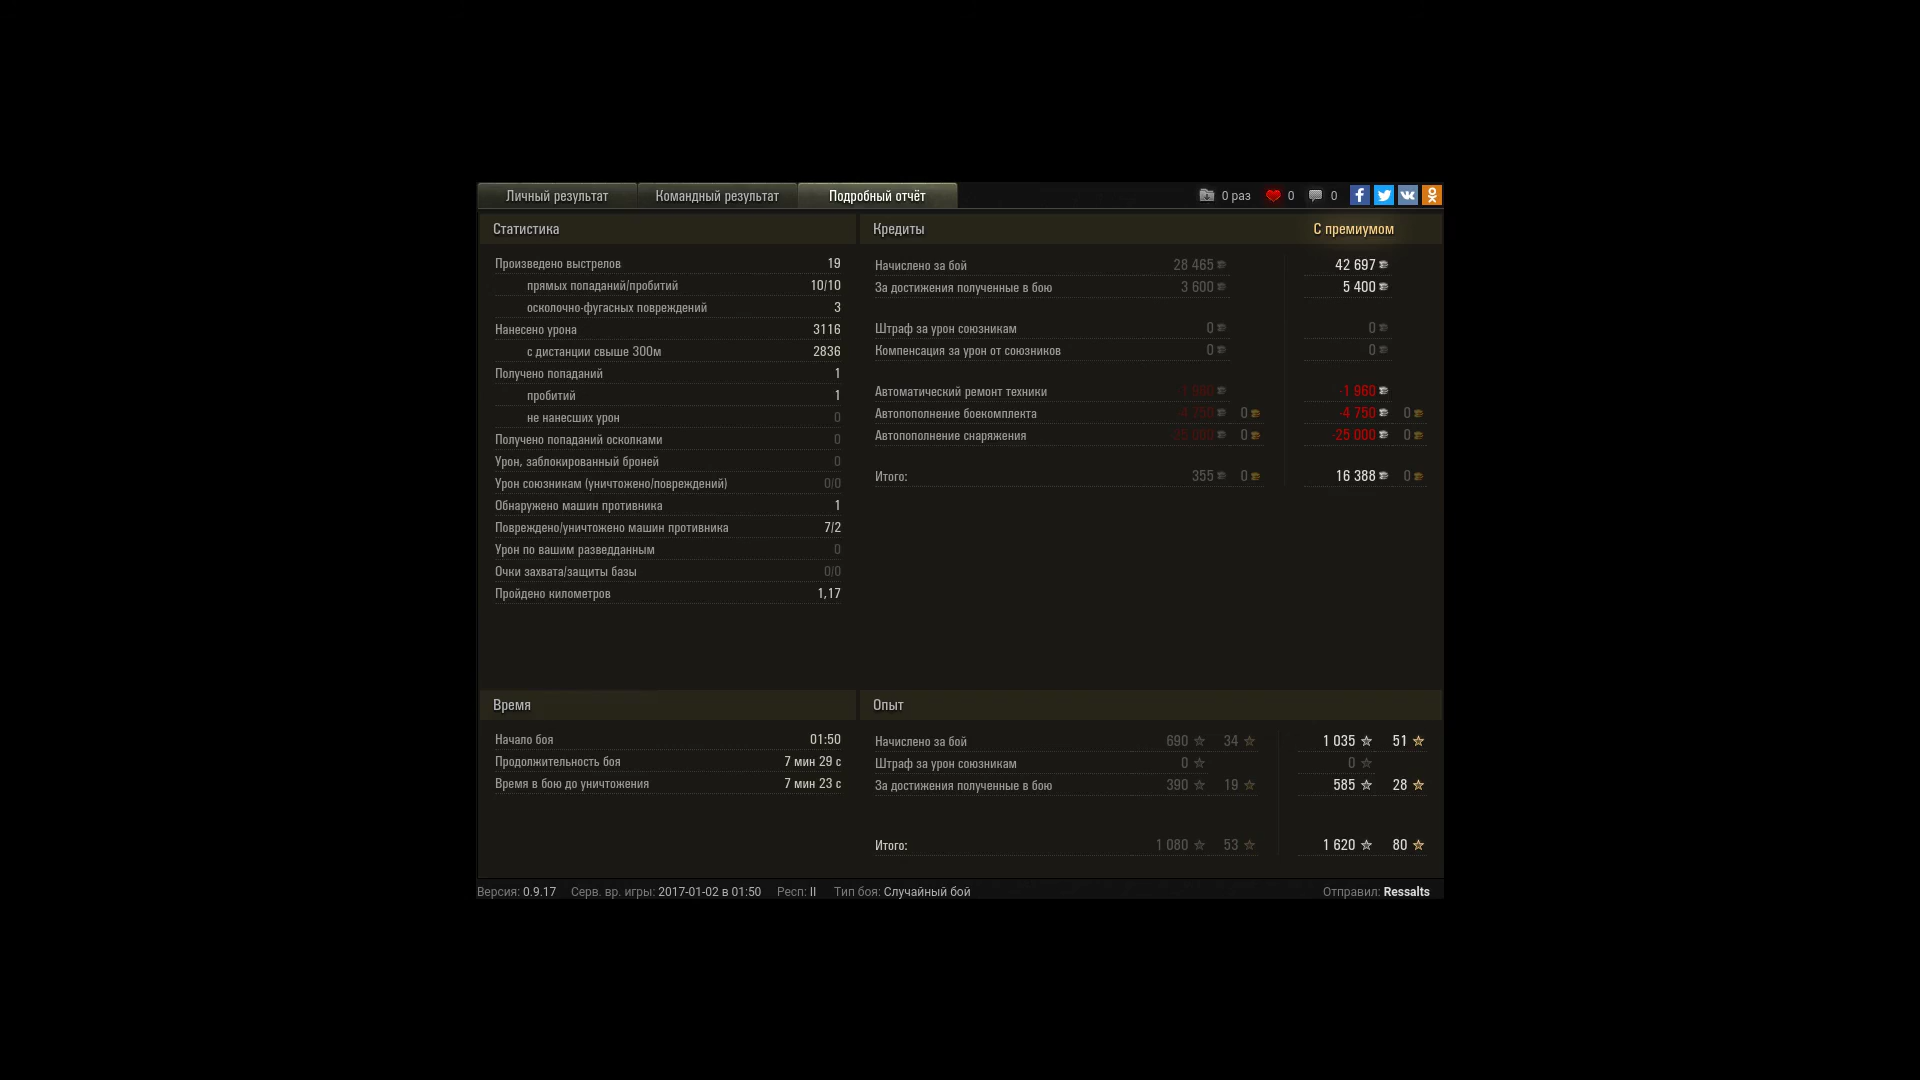 Личный результат Командный результат Подробный отчёт 0 раз 0 0
Статистика
Произведено выстрелов 19
прямых попаданий/пробитий 10/10
осколочно-фугасных повреждений 3
Нанесено урона 3116
с дистанции свыше 300м 2836
Получено попаданий 1
пробитий 1
не нанесших урон 0
Получено попаданий осколками 0
Урон, заблокированный броней 0
Урон союзникам (уничтожено/повреждений) 0/0
Обнаружено машин противника 1
Повреждено/уничтожено машин противника 7/2
Урон по вашим разведданным 0
Очки захвата/защиты базы 0/0
Пройдено километров 1,17
Кредиты С премиумом
Начислено за бой 28 465 42 697
За достижения полученные в бою 3 600 5 400
Штраф за урон союзникам 0 0
Компенсация за урон от союзников 0 0
Автоматический ремонт техники -1 960 -1 960
Автопополнение боекомплекта -4 750 0 -4 750 0
Автопополнение снаряжения -25 000 0 -25 000 0
Итого: 355 0 16 388 0
Время
Начало боя 01:50
Продолжительность боя 7 мин 29 с
Время в бою до уничтожения 7 мин 23 с
Опыт
Начислено за бой 690 34 1 035 51
Штраф за урон союзникам 0 0
За достижения полученные в бою 390 19 585 28
Итого: 1 080 53 1 620 80
Версия: 0.9.17 Серв. вр. игры: 2017-01-02 в 01:50 Респ: II Тип боя: Случайный бой Отправил: Ressalts